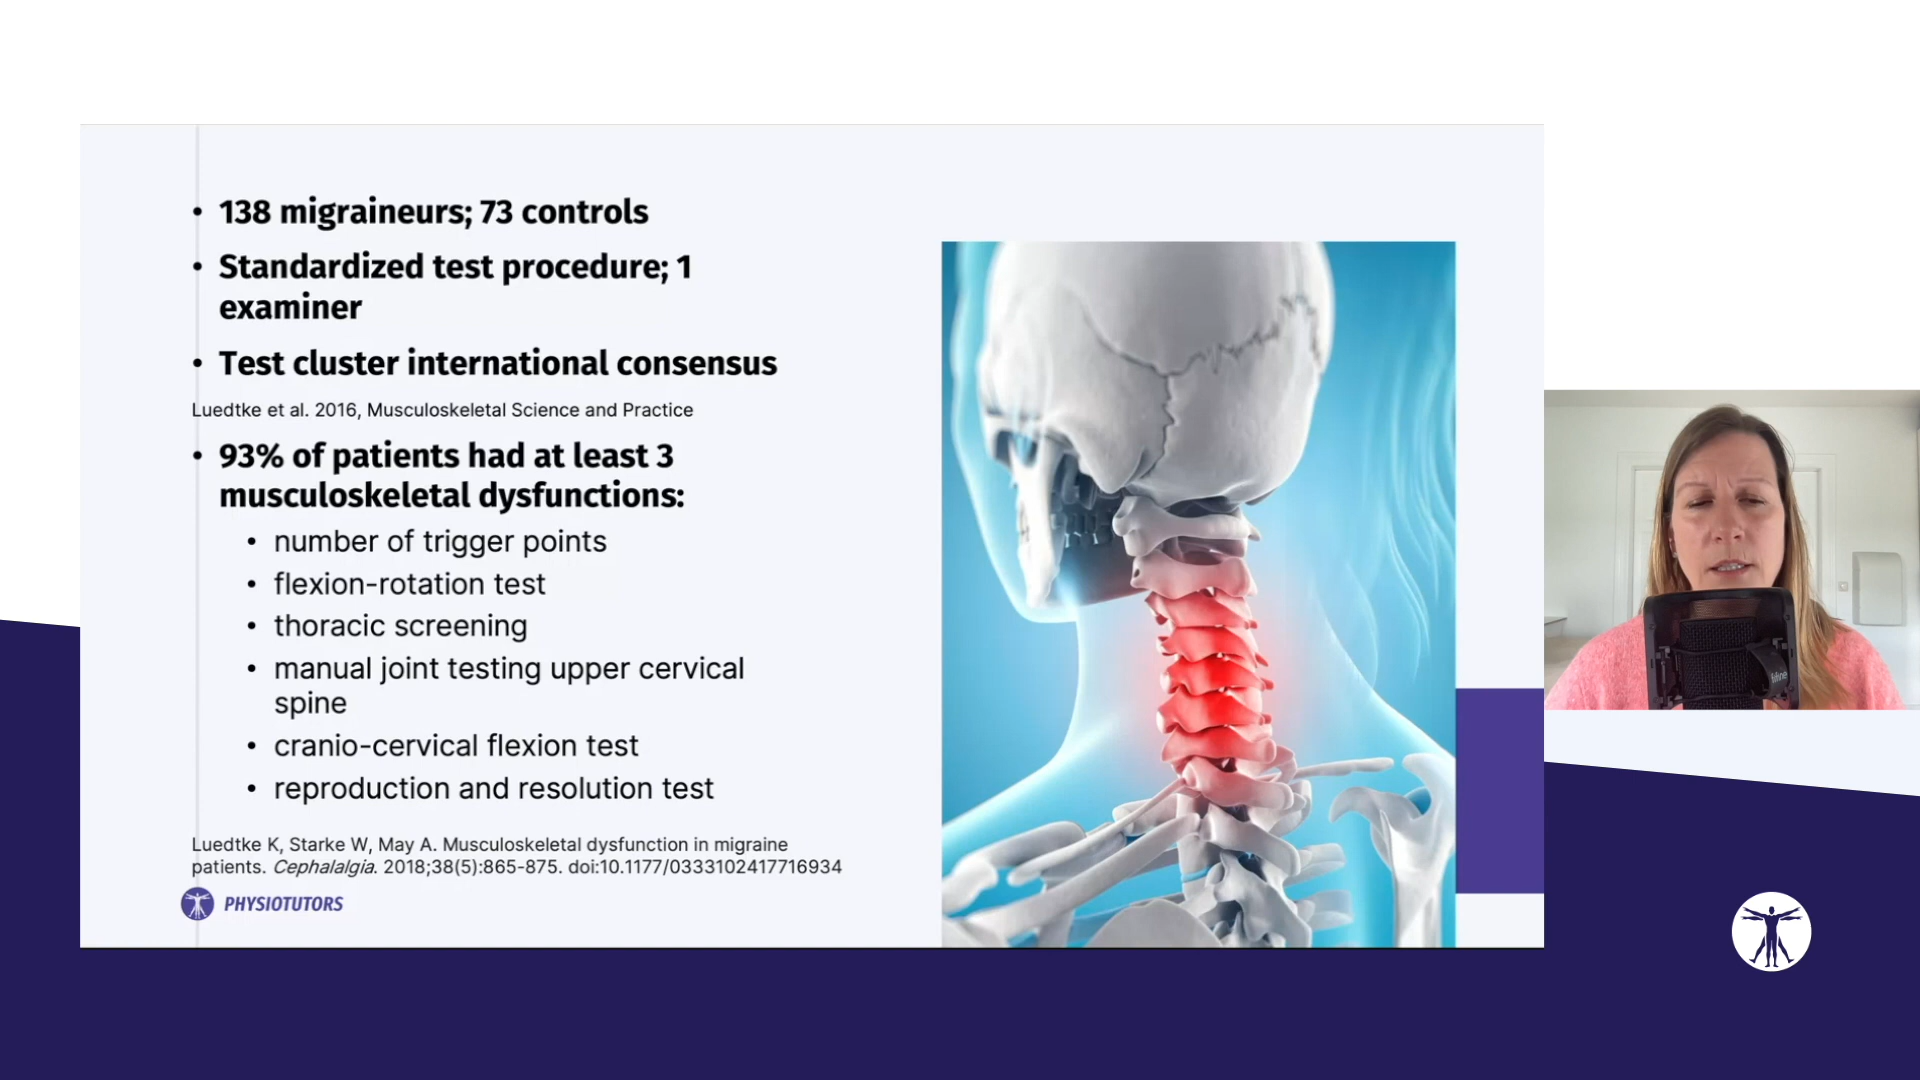 • 138 migraineurs; 73 controls
• Standardized test procedure; 1
examiner
• Test cluster international consensus
Luedtke et al. 2016, Musculoskeletal Science and Practice
• 93% of patients had at least 3
musculoskeletal dysfunctions:
• number of trigger points
• flexion-rotation test
• thoracic screening
• manual joint testing upper cervical
spine
• cranio-cervical flexion test
• reproduction and resolution test
Luedtke K, Starke W, May A. Musculoskeletal dysfunction in migraine
patients. Cephalalgia. 2018;38(5):865-875. doi:10.1177/0333102417716934
PHYSIOTUTORS